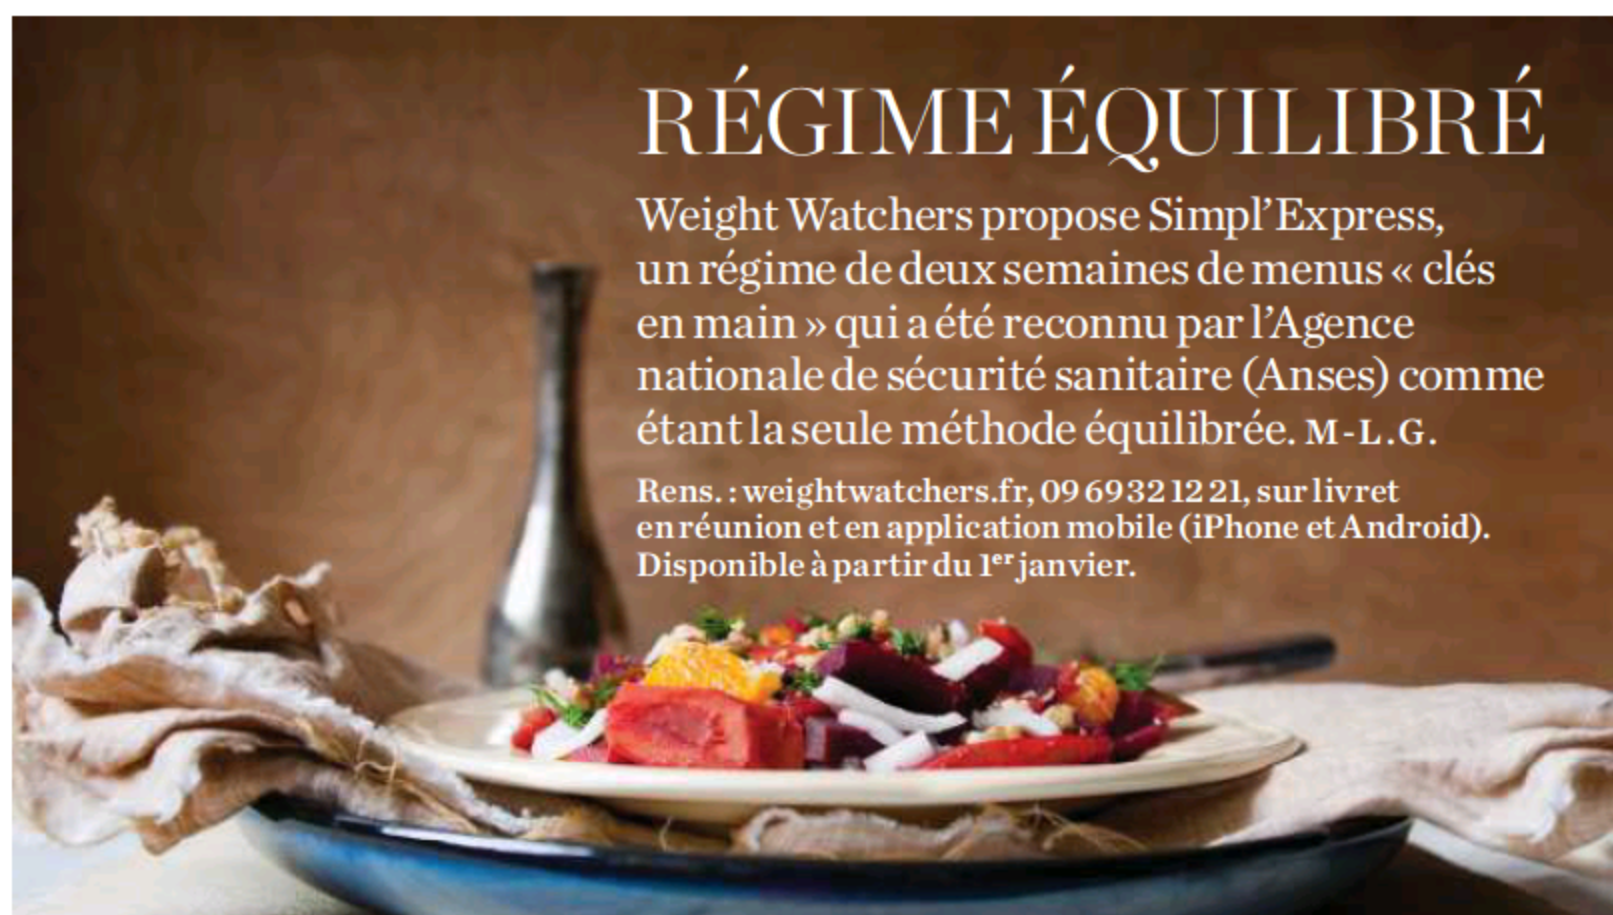 RÉGIME ÉQUILIBRÉ
Weight Watchers propose Simpl’Express,
un régime de deux semaines de menus « clés
en main » qui a été reconnu par l’Agence
nationale de sécurité sanitaire (Anses) comme
étant la seule méthode équilibrée. M-L.G.
Rens. : weightwatchers.fr, 09 69 32 12 21, sur livret
en réunion et en application mobile (iPhone et Android).
Disponible à partir du 1er janvier.